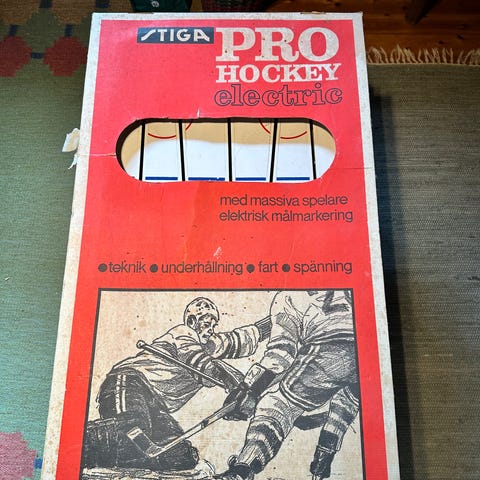 STIGA
PRO
HOCKEY
electric
med massiva spelare
elektrisk målmarkering
•teknik • underhållning • fart • spänning